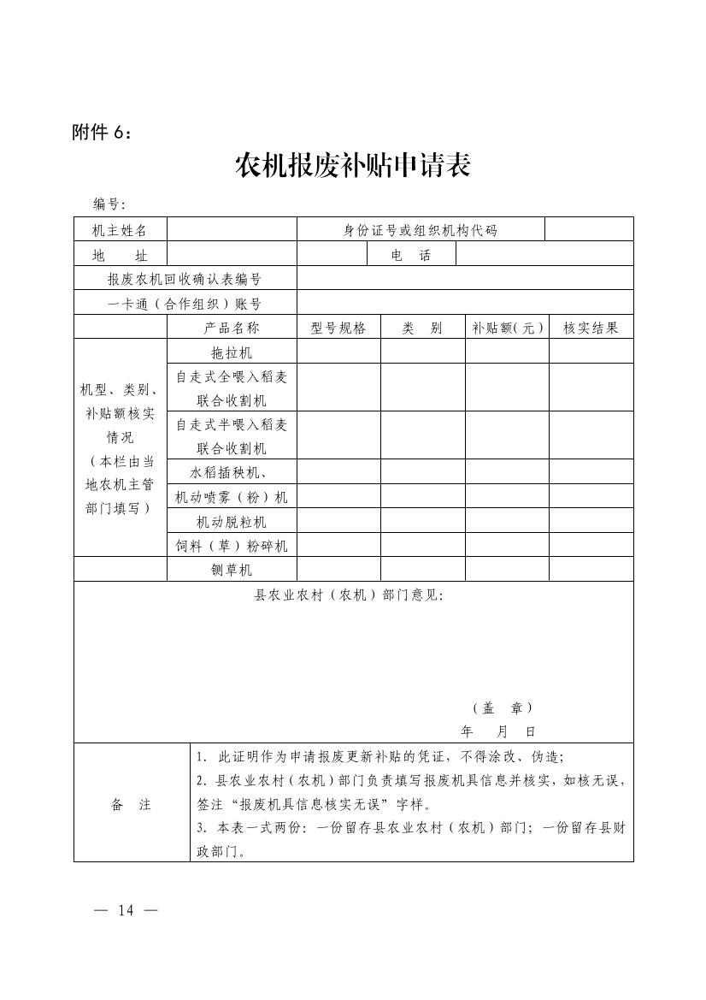 附件 6：
农机报废补贴申请表
编号：
机主姓名 身份证号或组织机构代码
地 址 电 话
报废农机回收确认表编号
一卡通（合作组织）账号
产品名称 型号规格 类 别 补贴额（元） 核实结果
机型、类别、
补贴额核实
情况
（本栏由当
地农机主管
部门填写）
拖拉机
自走式全喂入稻麦
联合收割机
自走式半喂入稻麦
联合收割机
水稻插秧机、
机动喷雾（粉）机
机动脱粒机
饲料（草）粉碎机
铡草机
县农业农村（农机）部门意见：
（盖 章）
年 月 日
备 注
1. 此证明作为申请报废更新补贴的凭证，不得涂改、伪造；
2. 县农业农村（农机）部门负责填写报废机具信息并核实，如核无误，
签注“报废机具信息核实无误”字样。
3. 本表一式两份：一份留存县农业农村（农机）部门；一份留存县财
政部门。
— 14 —